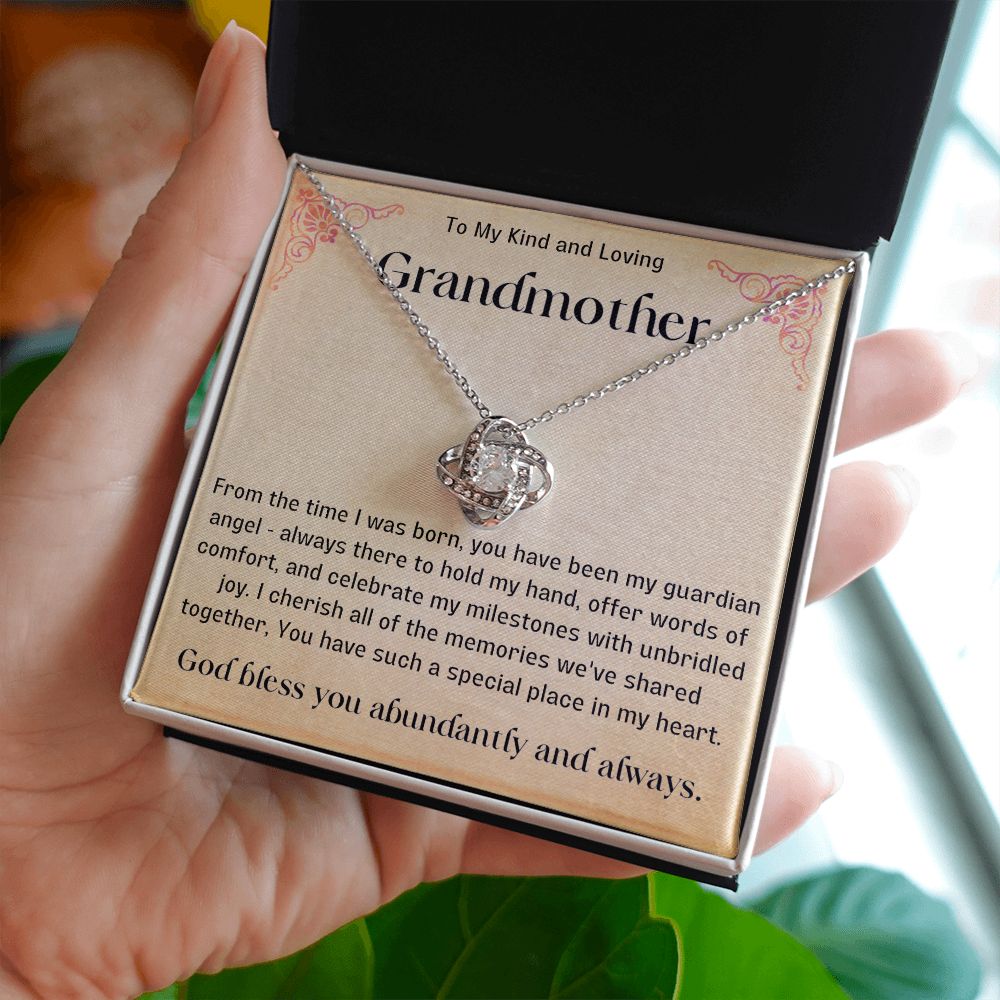 To My Kind and Loving
Grandmother
From the time I was born, you have been my guardian
angel - always there to hold my hand, offer words of
comfort, and celebrate my milestones with unbridled
joy. I cherish all of the memories we've shared
together, You have such a special place in my heart.
God bless you abundantly and always.